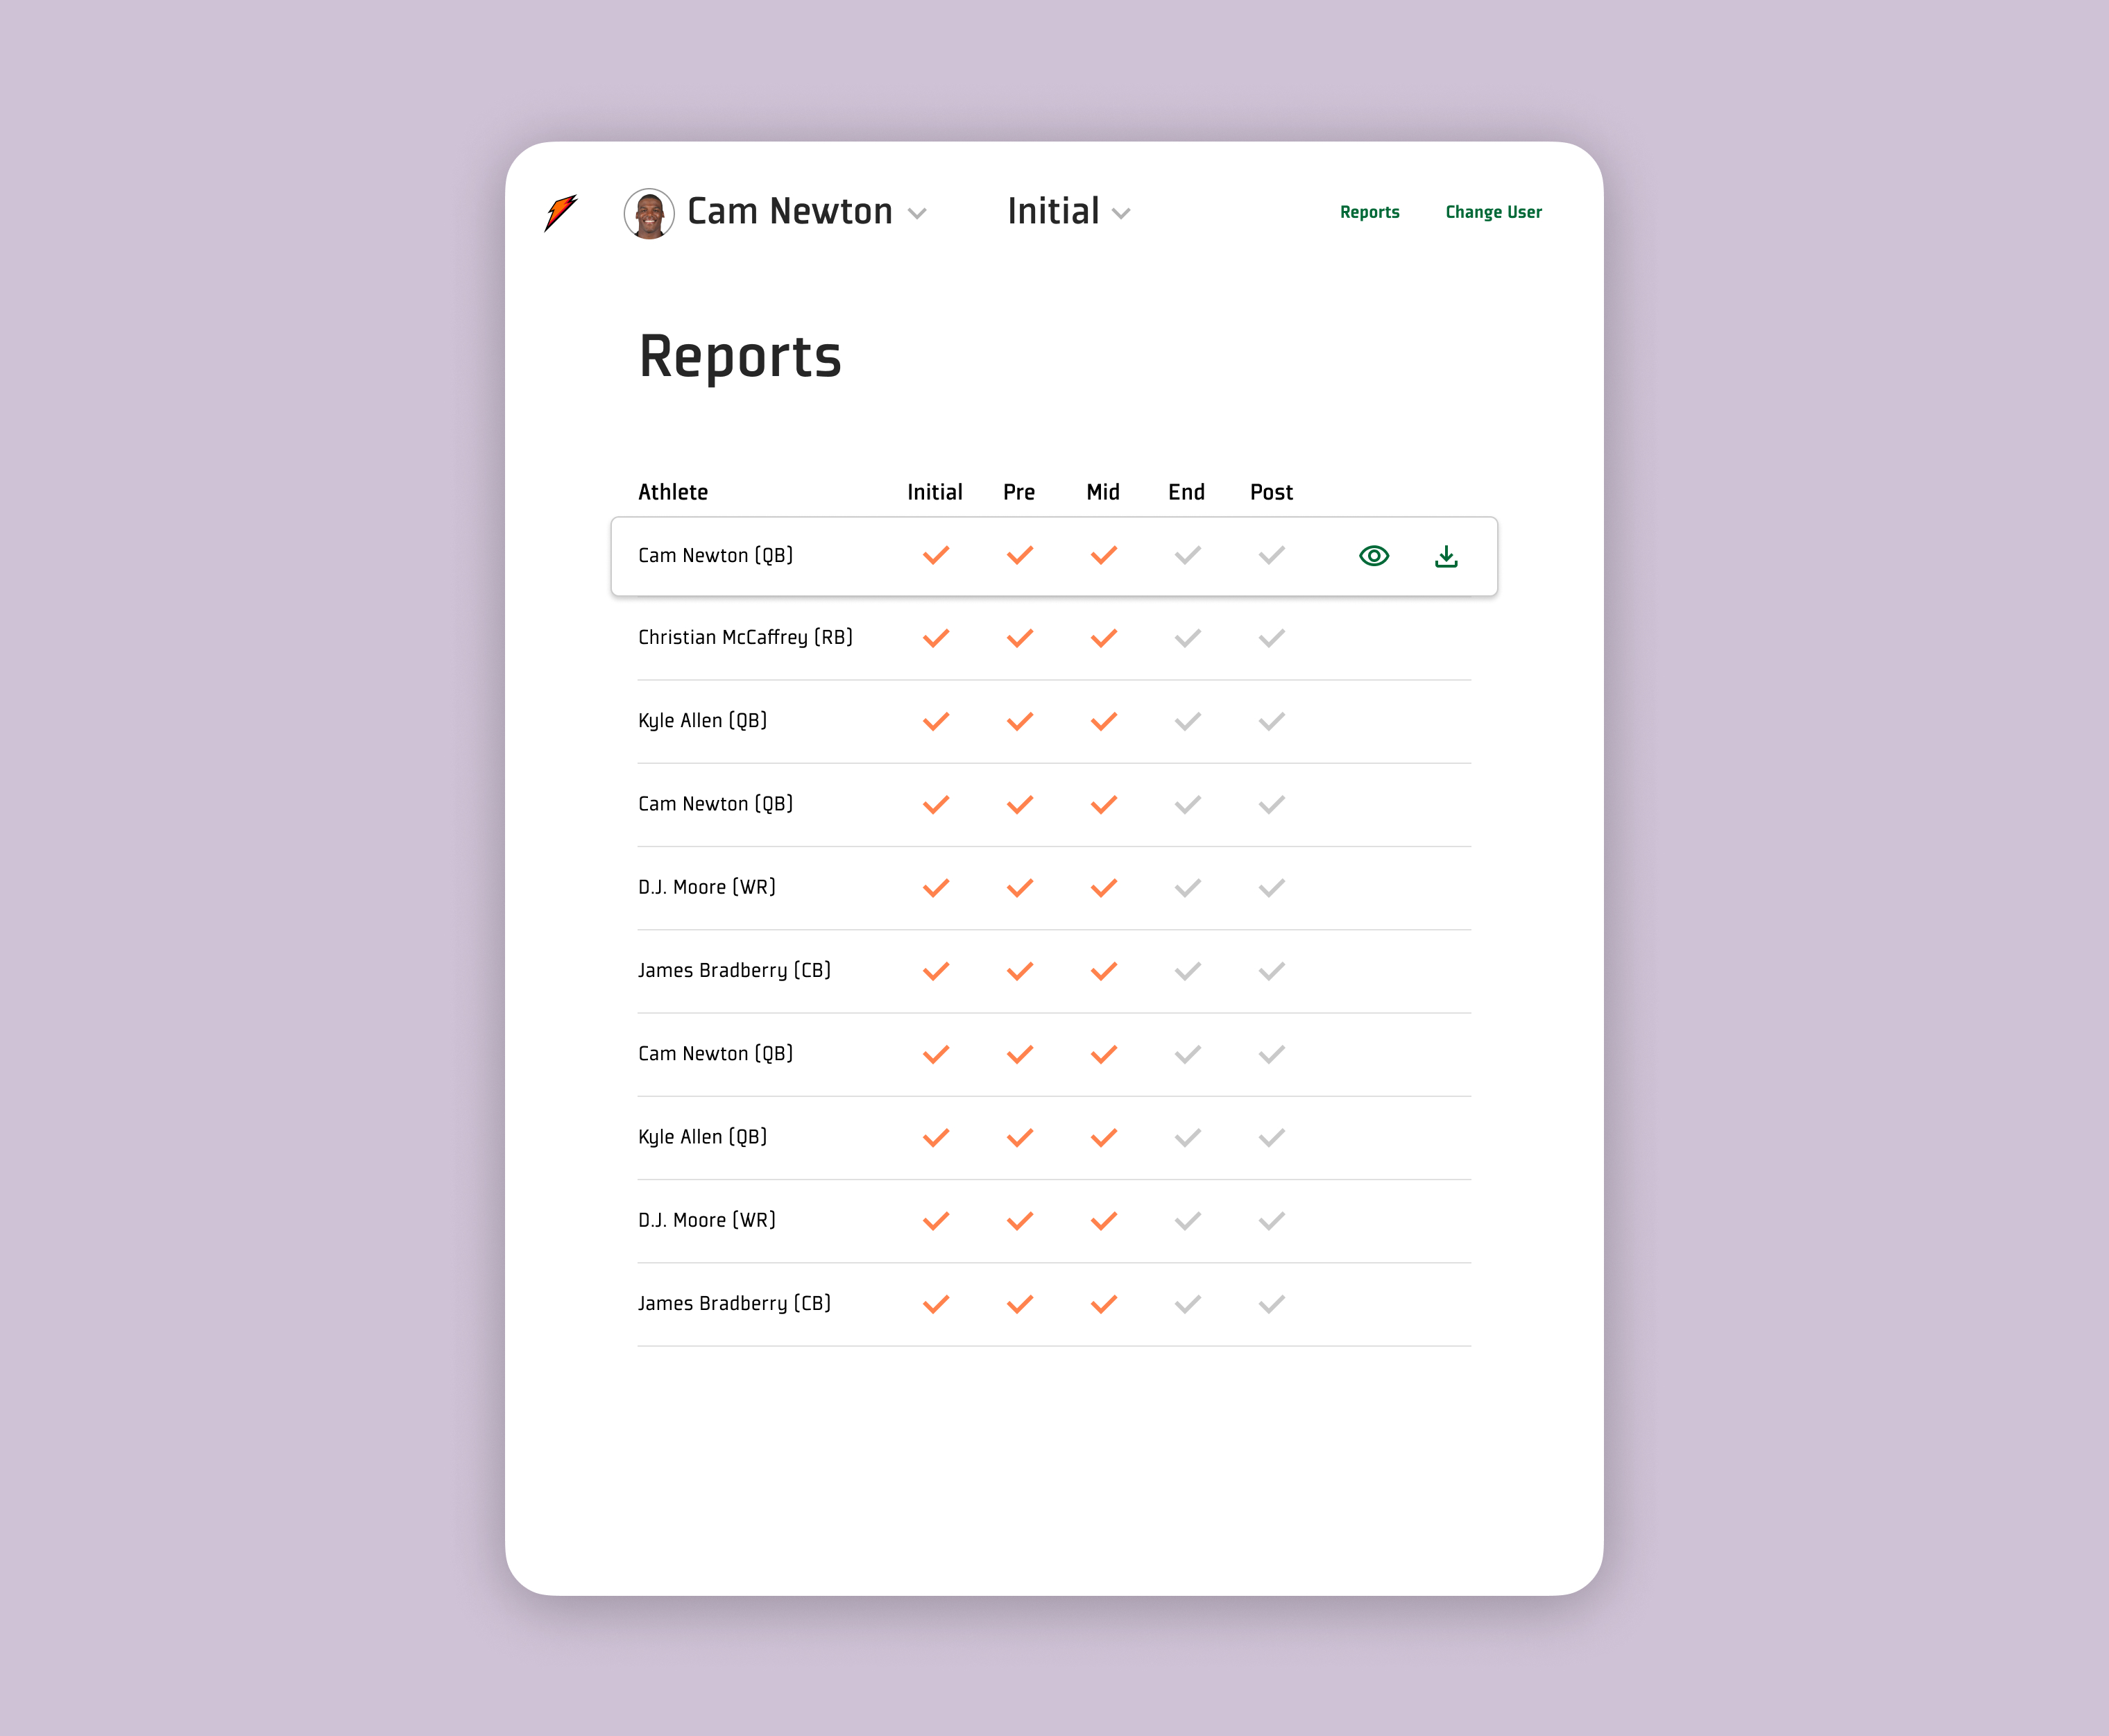 Cam Newton Initial Reports Change User
Reports
Athlete Initial Pre Mid End Post
Cam Newton (QB)
Christian McCaffrey (RB)
Kyle Allen (QB)
Cam Newton (QB)
D.J. Moore (WR)
James Bradberry (CB)
Cam Newton (QB)
Kyle Allen (QB)
D.J. Moore (WR)
James Bradberry (CB)